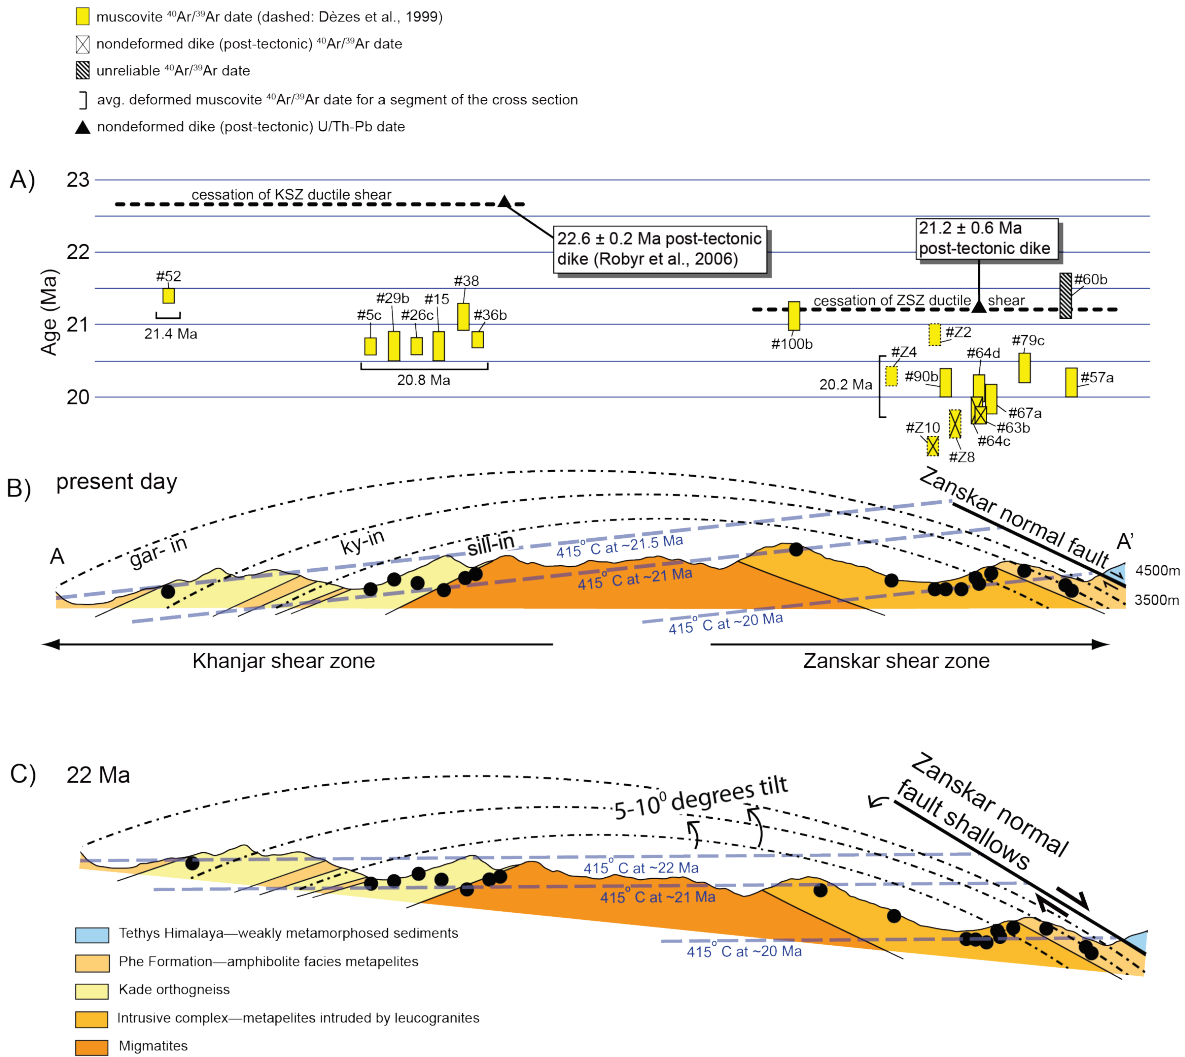 muscovite ⁴⁰Ar/³⁹Ar date (dashed: Dèzes et al., 1999)
nondeformed dike (post-tectonic) ⁴⁰Ar/³⁹Ar date
unreliable ⁴⁰Ar/³⁹Ar date
avg. deformed muscovite ⁴⁰Ar/³⁹Ar date for a segment of the cross section
nondeformed dike (post-tectonic) U/Th-Pb date
A)
Age (Ma)
23
22
21
20
cessation of KSZ ductile shear
22.6 ± 0.2 Ma post-tectonic
dike (Robyr et al., 2006)
21.2 ± 0.6 Ma
post-tectonic dike
cessation of ZSZ ductile shear
#52
21.4 Ma
#5c
#29b
#26c
#15
#38
#36b
20.8 Ma
#100b
#60b
#Z2
#Z4
#64d
#79c
#90b
#57a
20.2 Ma
#67a
#63b
#64c
#Z10
#Z8
B)
present day
A
gar- in
ky-in
sill-in
415° C at ~21.5 Ma
415° C at ~21 Ma
415° C at ~20 Ma
Zanskar normal fault
A'
4500m
3500m
Khanjar shear zone
Zanskar shear zone
C)
22 Ma
5-10⁰ degrees tilt
Zanskar normal
fault shallows
415° C at ~22 Ma
415° C at ~21 Ma
415° C at ~20 Ma
Tethys Himalaya—weakly metamorphosed sediments
Phe Formation—amphibolite facies metapelites
Kade orthogneiss
Intrusive complex—metapelites intruded by leucogranites
Migmatites